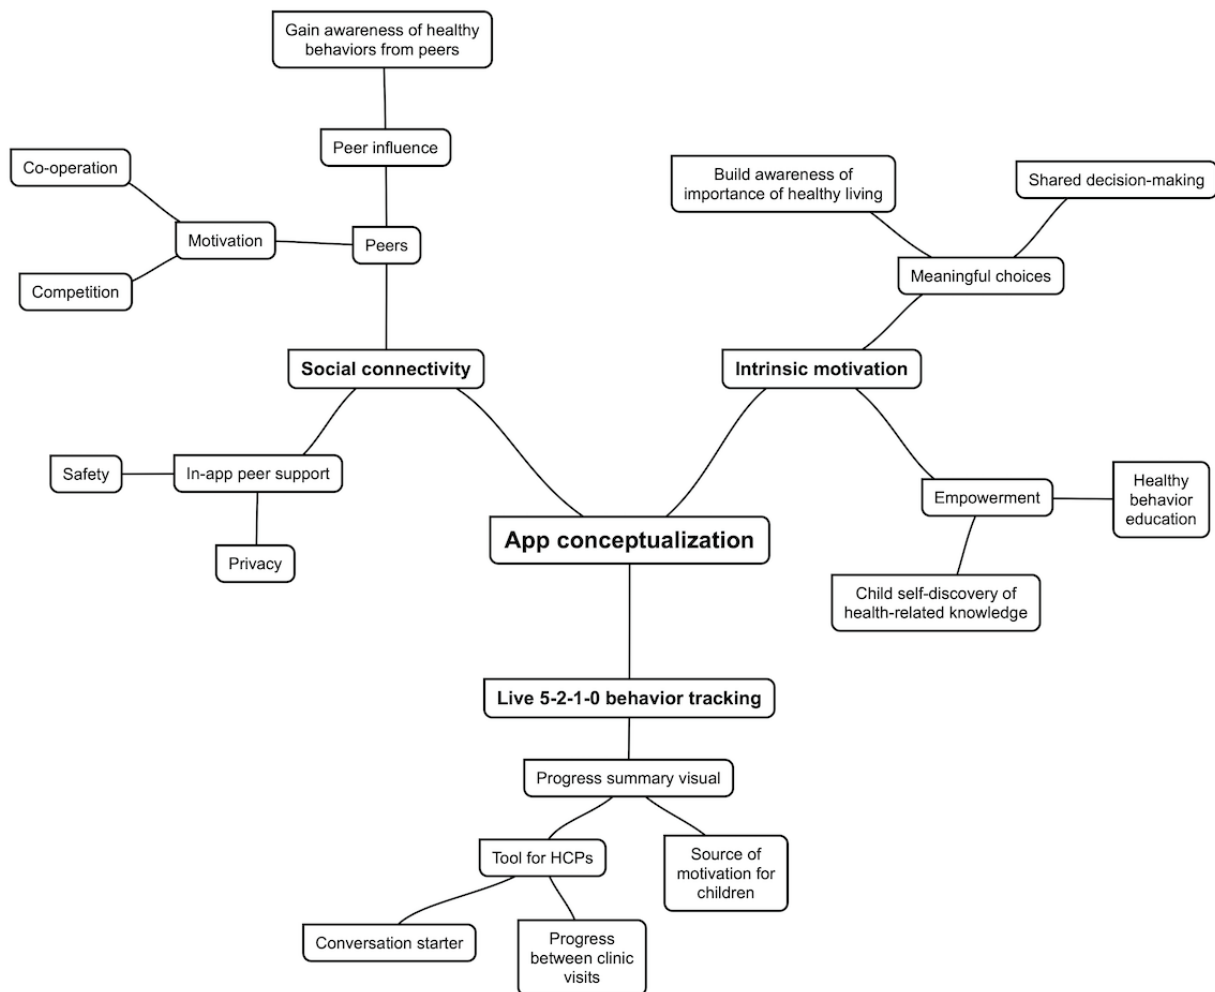 Gain awareness of healthy
behaviors from peers
Peer influence
Co-operation
Motivation
Peers
Competition
Build awareness of
importance of healthy living
Shared decision-making
Meaningful choices
Social connectivity
Intrinsic motivation
Safety
In-app peer support
Privacy
Empowerment
Healthy
behavior
education
App conceptualization
Child self-discovery of
health-related knowledge
Live 5-2-1-0 behavior tracking
Progress summary visual
Tool for HCPs
Source of
motivation for
children
Conversation starter
Progress
between clinic
visits